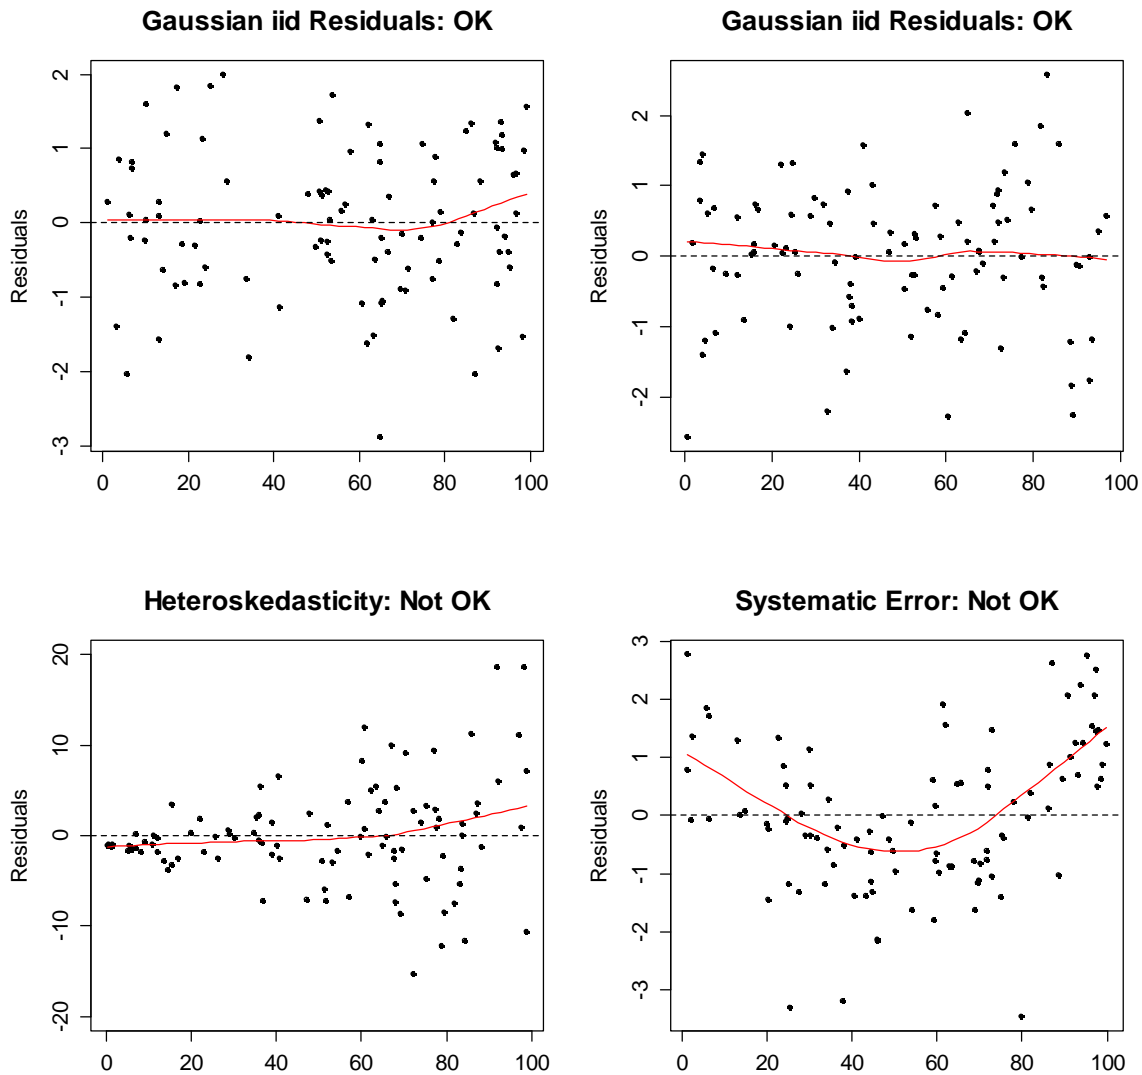 Gaussian iid Residuals: OK
Residuals
2
1
0
-1
-2
-3
0 20 40 60 80 100
Gaussian iid Residuals: OK
Residuals
2
1
0
-1
-2
0 20 40 60 80 100
Heteroskedasticity: Not OK
Residuals
20
10
0
-10
-20
0 20 40 60 80 100
Systematic Error: Not OK
Residuals
3
2
1
0
-1
-2
-3
0 20 40 60 80 100